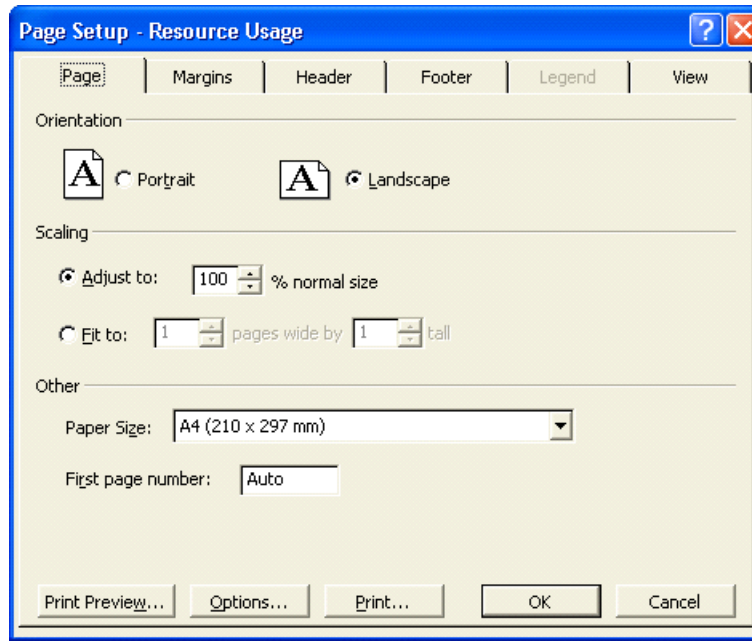 Page Setup - Resource Usage
Page Margins Header Footer Legend View
Orientation
A Portrait A Landscape
Scaling
Adjust to: 100 % normal size
Fit to: 1 pages wide by 1 tall
Other
Paper Size: A4 (210 x 297 mm)
First page number: Auto
Print Preview... Options... Print... OK Cancel